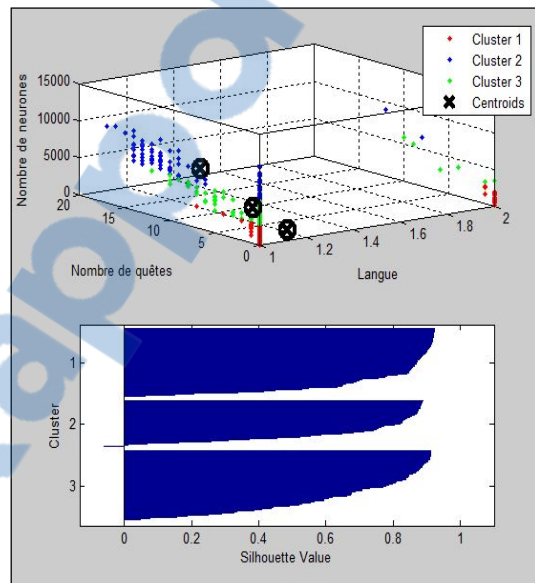 Cluster 1
Cluster 2
Cluster 3
Centroids
Nombre de neurones
15000
10000
5000
0
20
15
10
5
0
Nombre de quêtes
1
1.2
1.4
1.6
1.8
2
Langue
Cluster
1
2
3
0
0.2
0.4
0.6
0.8
1
Silhouette Value